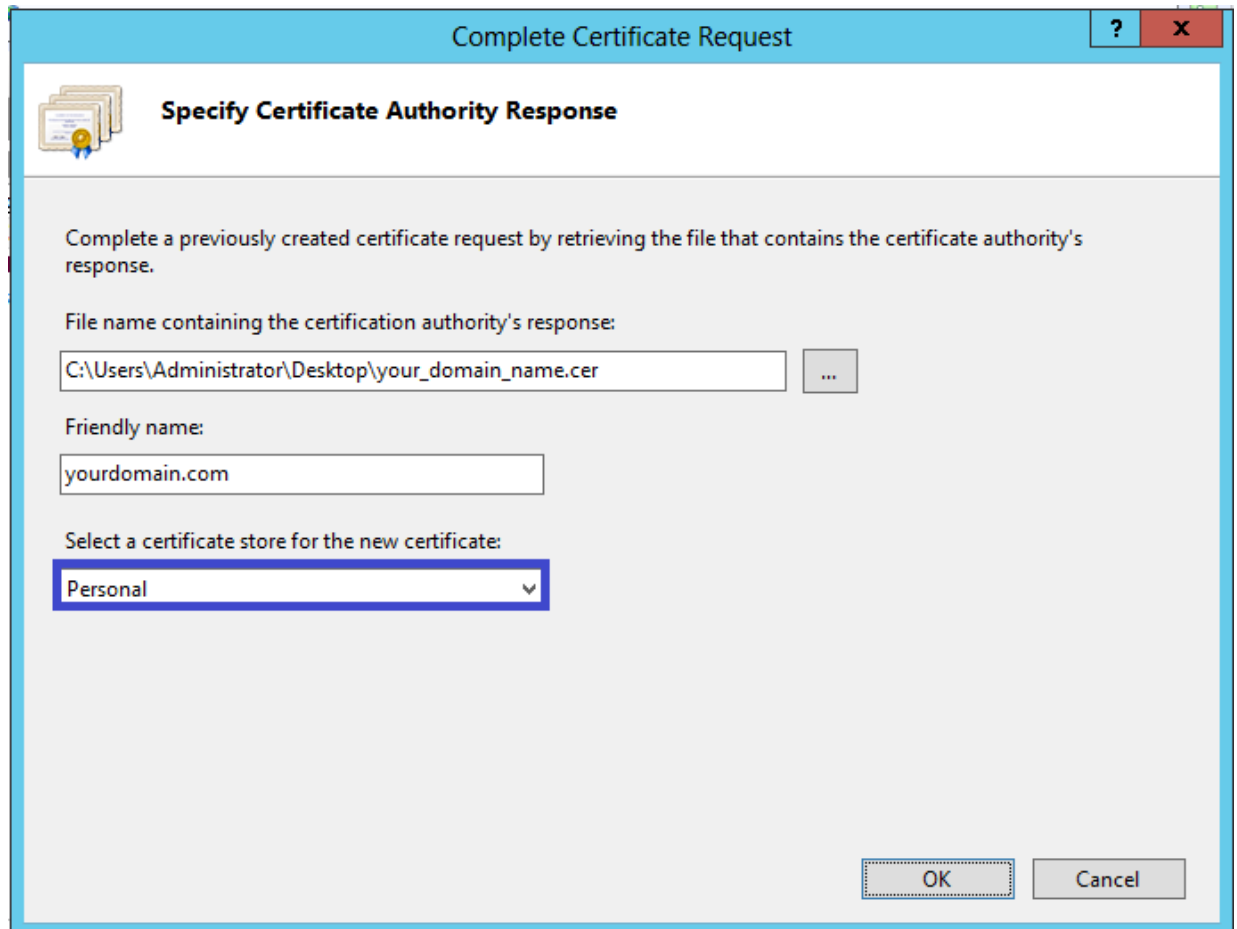 Complete Certificate Request
? x
Specify Certificate Authority Response
Complete a previously created certificate request by retrieving the file that contains the certificate authority's
response.
File name containing the certification authority's response:
C:\Users\Administrator\Desktop\your_domain_name.cer
...
Friendly name:
yourdomain.com
Select a certificate store for the new certificate:
Personal
OK Cancel